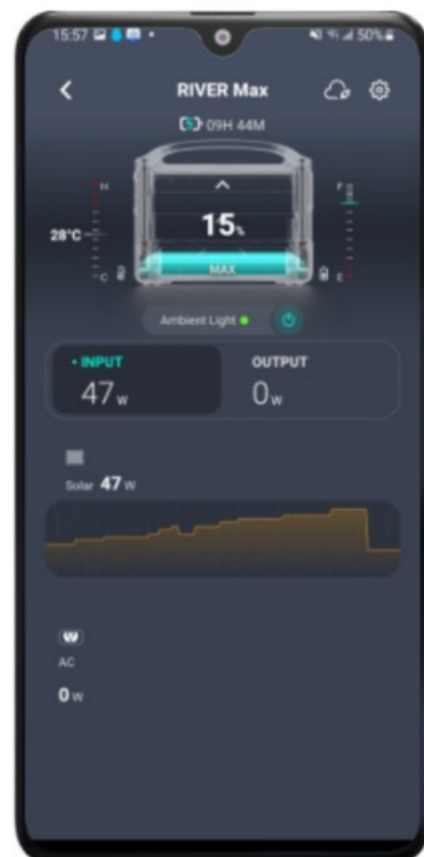 15:57 50%
RIVER Max
09H 44M
H F
28°C 15%
C MAX E
Ambient Light
INPUT OUTPUT
47w 0w
Solar 47 W
AC
0 W